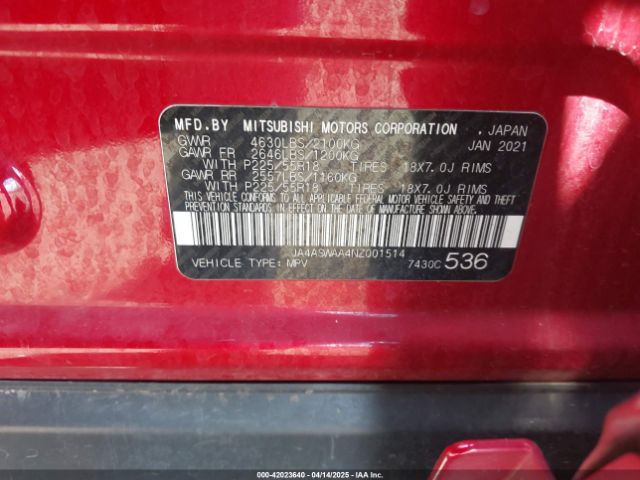 MFD.BY MITSUBISHI MOTORS CORPORATION , JAPAN
GVWR 4630LBS/2100KG JAN 2021
GAWR FR 2646LBS/1200KG
WITH P225/55R18 TIRES 18X7.0J RIMS
GAWR RR 2557LBS/1160KG
WITH P225/55R18 TIRES 18X7.0J RIMS
THIS VEHICLE CONFORMS TO ALL APPLICABLE FEDERAL MOTOR VEHICLE SAFETY AND THEFT
PREVENTION STANDARDS IN EFFECT ON THE DATE OF MANUFACTURE SHOWN ABOVE.
JA4ASWAA4NZ001514
VEHICLE TYPE: MPV 7430C 536
000-42023640 - 04/14/2025 - IAAI.COM